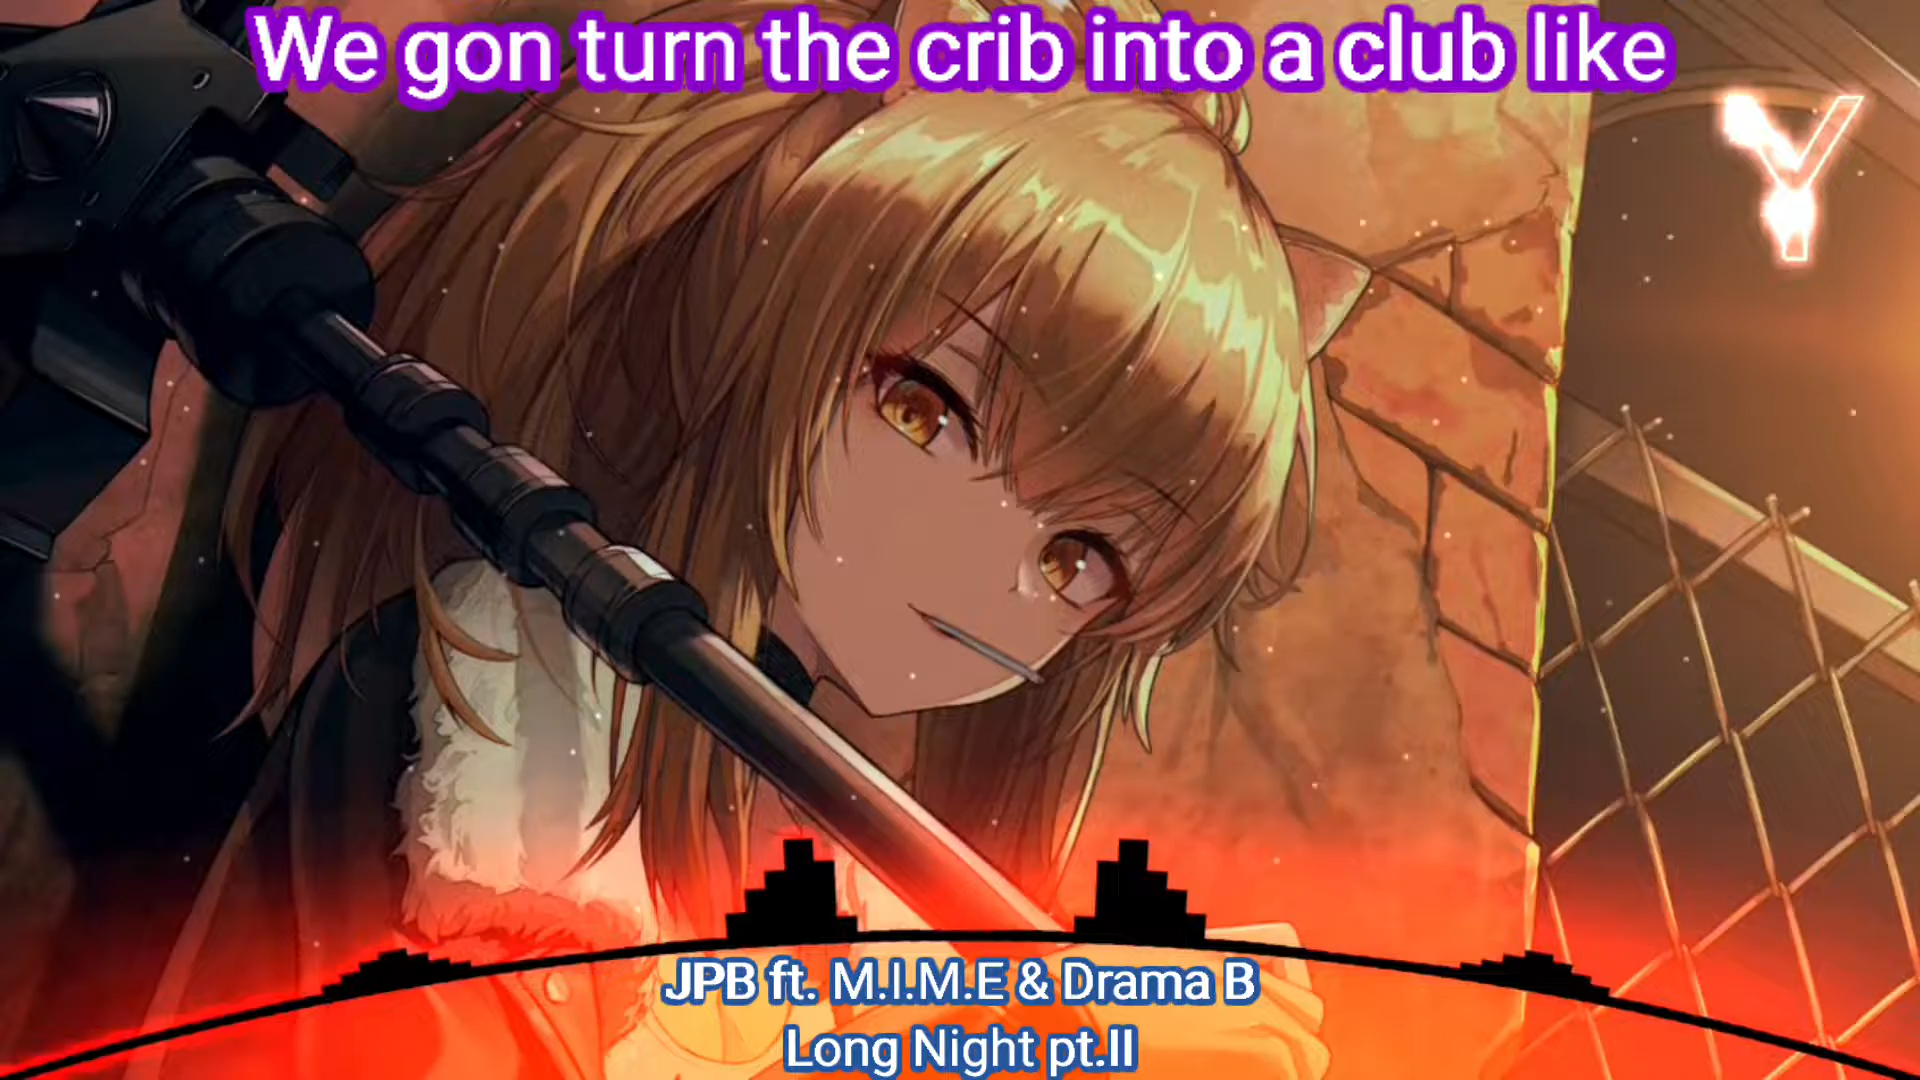 We gon turn the crib into a club like
Y
JPB ft. M.I.M.E & Drama B
Long Night pt.II